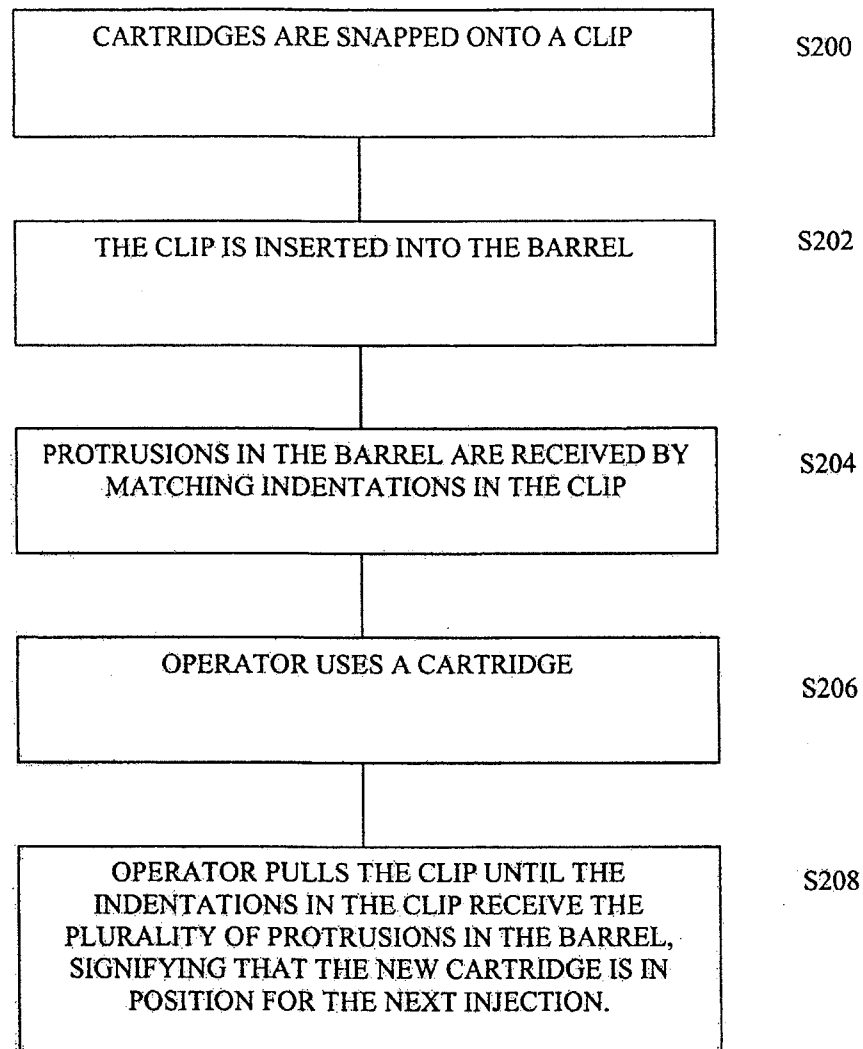 CARTRIDGES ARE SNAPPED ONTO A CLIP
S200
THE CLIP IS INSERTED INTO THE BARREL
S202
PROTRUSIONS IN THE BARREL ARE RECEIVED BY
MATCHING INDENTATIONS IN THE CLIP
S204
OPERATOR USES A CARTRIDGE
S206
OPERATOR PULLS THE CLIP UNTIL THE
INDENTATIONS IN THE CLIP RECEIVE THE
PLURALITY OF PROTRUSIONS IN THE BARREL,
SIGNIFYING THAT THE NEW CARTRIDGE IS IN
POSITION FOR THE NEXT INJECTION.
S208